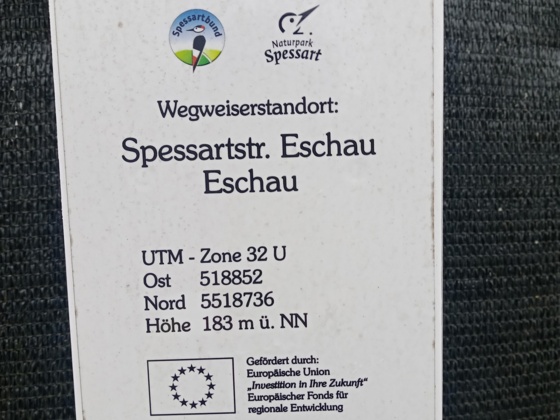 Spessartbund
Naturpark
Spessart
Wegweiserstandort:
Spessartstr. Eschau
Eschau
UTM - Zone 32 U
Ost 518852
Nord 5518736
Höhe 183 m ü. NN
Gefördert durch:
Europäische Union
„Investition in Ihre Zukunft“
Europäischer Fonds für
regionale Entwicklung